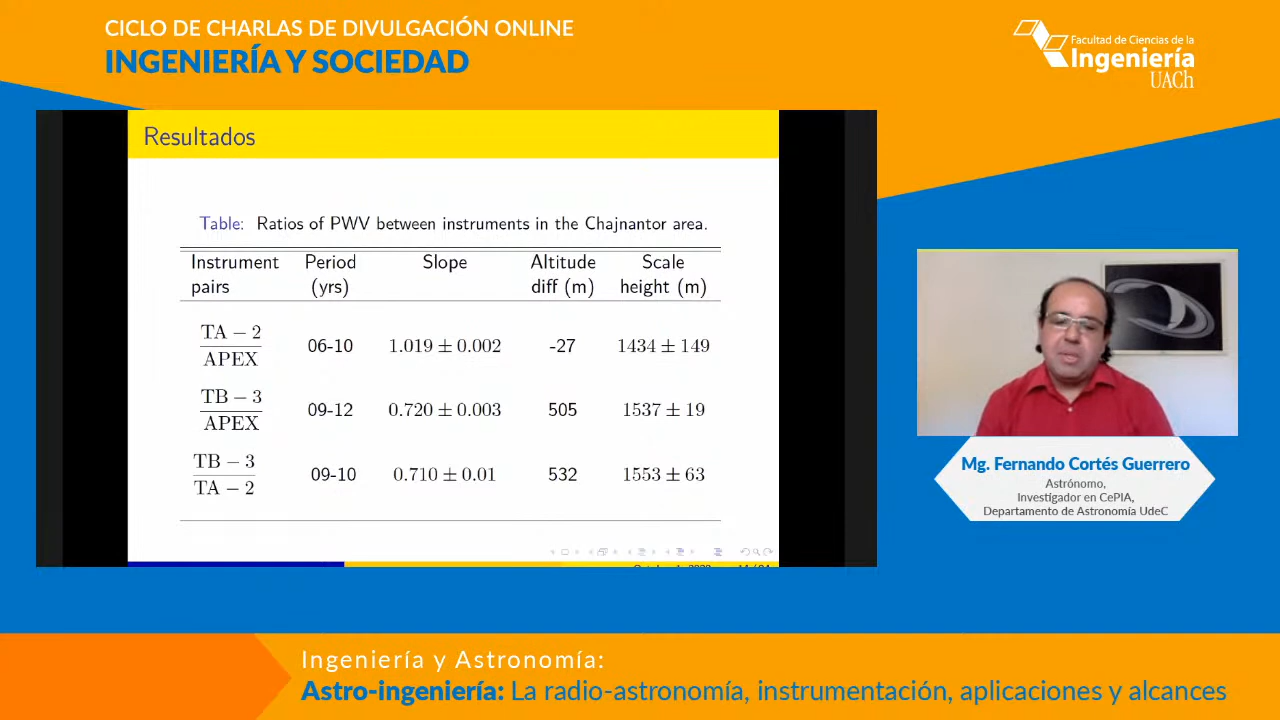 CICLO DE CHARLAS DE DIVULGACIÓN ONLINE
INGENIERÍA Y SOCIEDAD
Facultad de Ciencias de la
Ingeniería
UACh
Resultados
Table: Ratios of PWV between instruments in the Chajnantor area.
Instrument pairs Period (yrs) Slope Altitude diff (m) Scale height (m)
TA − 2 / APEX 06-10 1.019 ± 0.002 -27 1434 ± 149
TB − 3 / APEX 09-12 0.720 ± 0.003 505 1537 ± 19
TB − 3 / TA − 2 09-10 0.710 ± 0.01 532 1553 ± 63
Mg. Fernando Cortés Guerrero
Astrónomo,
Investigador en CePIA,
Departamento de Astronomía UdeC
Ingeniería y Astronomía:
Astro-ingeniería: La radio-astronomía, instrumentación, aplicaciones y alcances